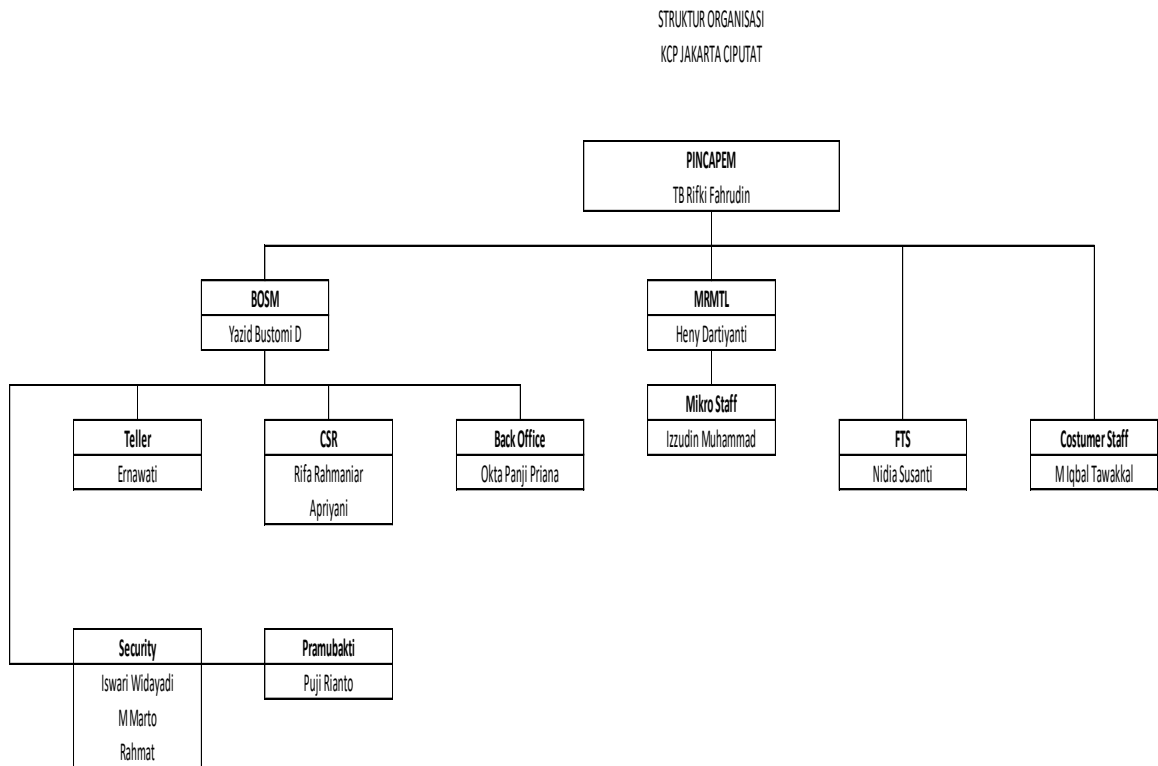 STRUKTUR ORGANISASI
KCP JAKARTA CIPUTAT
PINCAPEM
TB Rifki Fahrudin
BOSM
Yazid Bustomi D
MRMTL
Heny Dartiyanti
Mikro Staff
Izzudin Muhammad
Teller
Ernawati
CSR
Rifa Rahmaniar
Apriyani
Back Office
Okta Panji Priana
FTS
Nidia Susanti
Costumer Staff
M Iqbal Tawakkal
Security
Iswari Widayadi
M Marto
Rahmat
Pramubakti
Puji Rianto